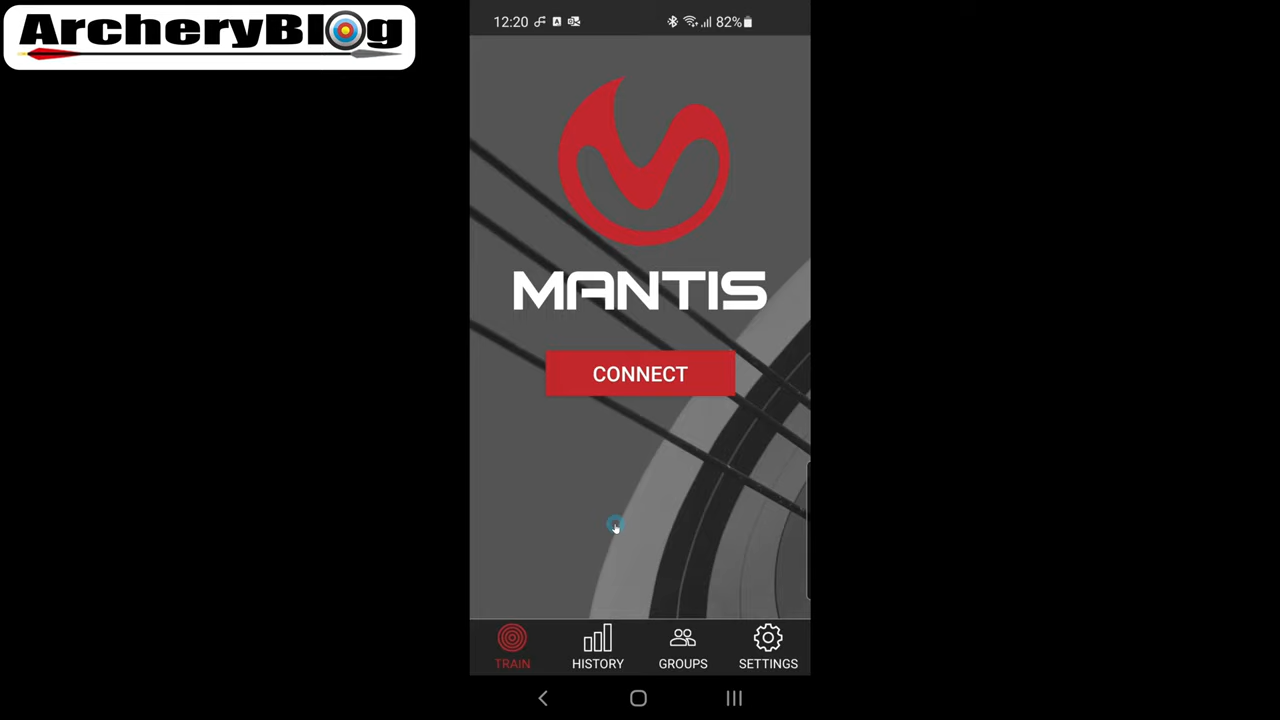 ArcheryBlog
12:20
82%
MANTIS
CONNECT
TRAIN
HISTORY
GROUPS
SETTINGS